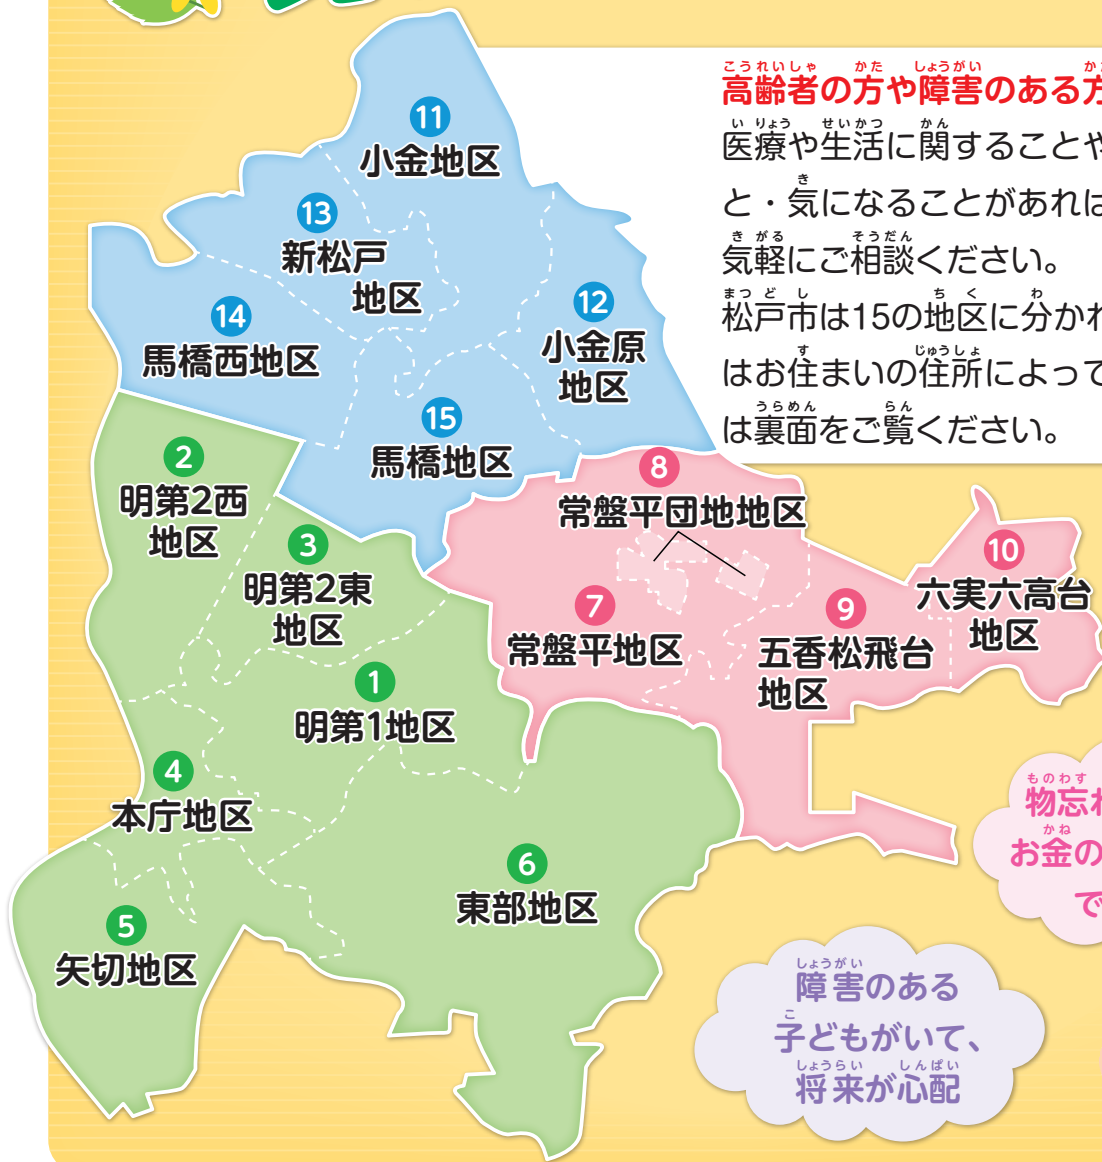 高齢者の方や障害のある方
医療や生活に関することや
と・気になることがあれば
気軽にご相談ください。
松戸市は15の地区に分かれ
はお住まいの住所によって
は裏面をご覧ください。
11
小金地区
13
新松戸
地区
12
小金原
地区
14
馬橋西地区
15
馬橋地区
2
明第2西
地区
3
明第2東
地区
8
常盤平団地地区
10
六実六高台
地区
7
常盤平地区
9
五香松飛台
地区
1
明第1地区
4
本庁地区
6
東部地区
5
矢切地区
物忘れ
お金の
で
障害のある
子どもがいて、
将来が心配